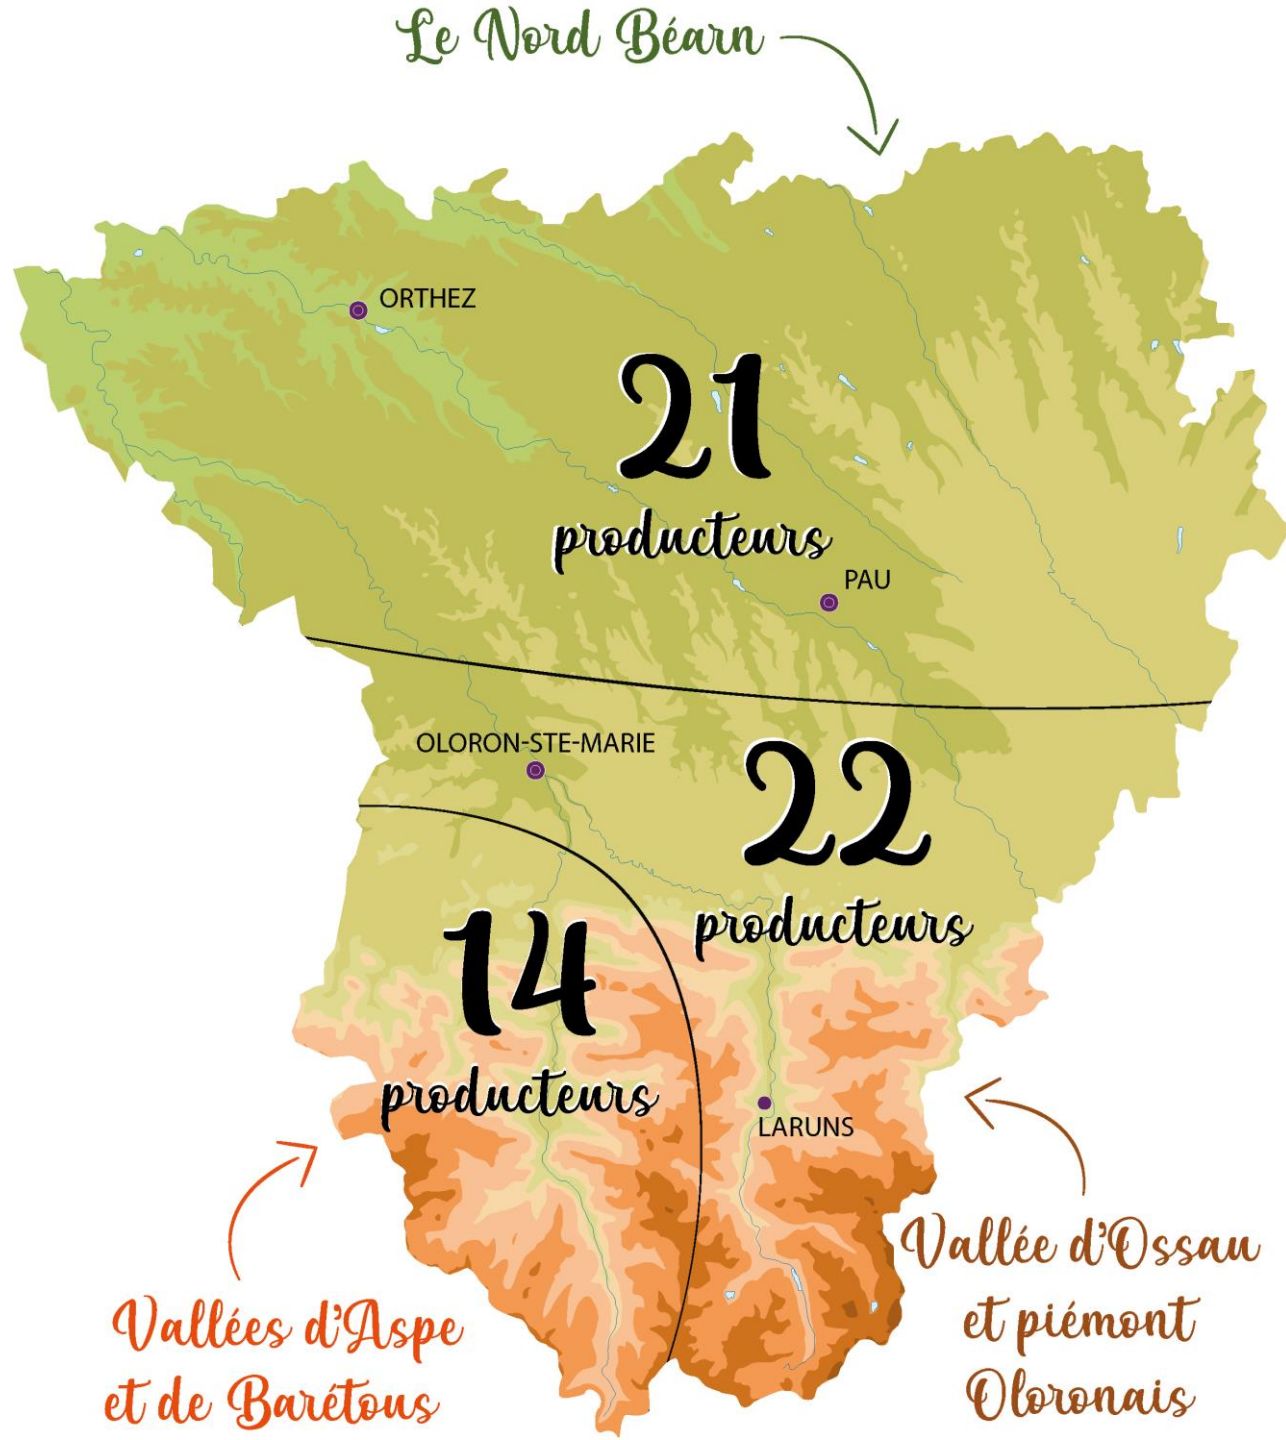 Le Nord Béarn
ORTHEZ
21
producteurs
PAU
OLORON-STE-MARIE
22
producteurs
14
producteurs
LARUNS
Vallée d'Ossau
et piémont
Oloronais
Vallées d'Aspe
et de Barétous